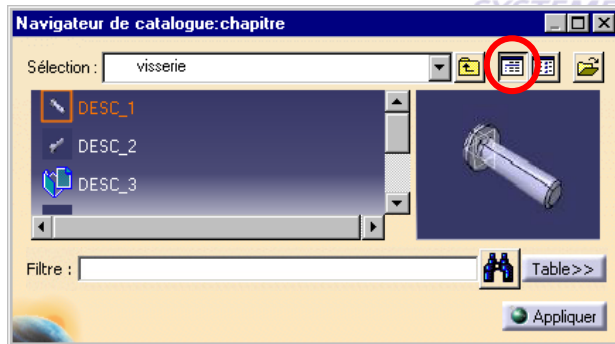 Navigateur de catalogue:chapitre
Sélection : visserie
DESC_1
DESC_2
DESC_3
Filtre :
Table>>
Appliquer